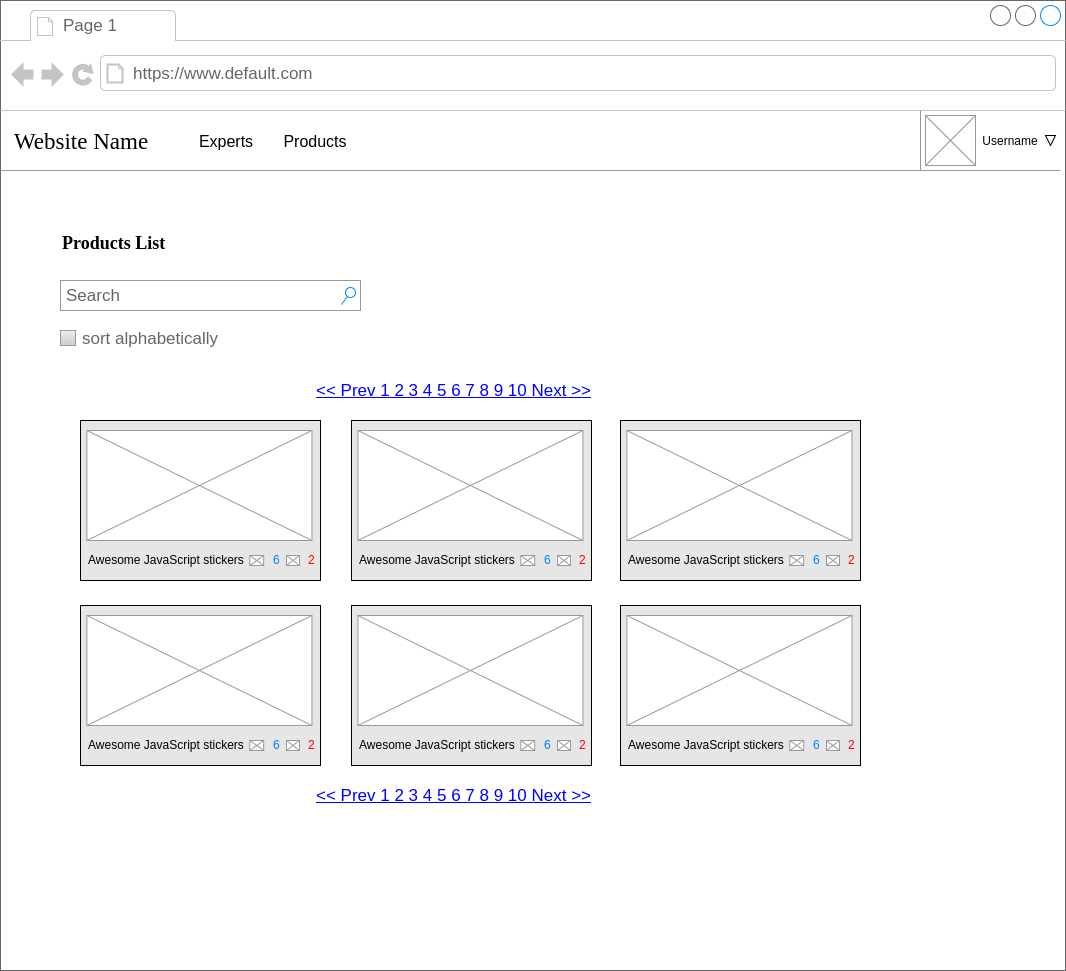 Page 1
https://www.default.com
Website Name Experts Products Username
Products List
Search
sort alphabetically
<< Prev 1 2 3 4 5 6 7 8 9 10 Next >>
Awesome JavaScript stickers 6 2 Awesome JavaScript stickers 6 2 Awesome JavaScript stickers 6 2
Awesome JavaScript stickers 6 2 Awesome JavaScript stickers 6 2 Awesome JavaScript stickers 6 2
<< Prev 1 2 3 4 5 6 7 8 9 10 Next >>